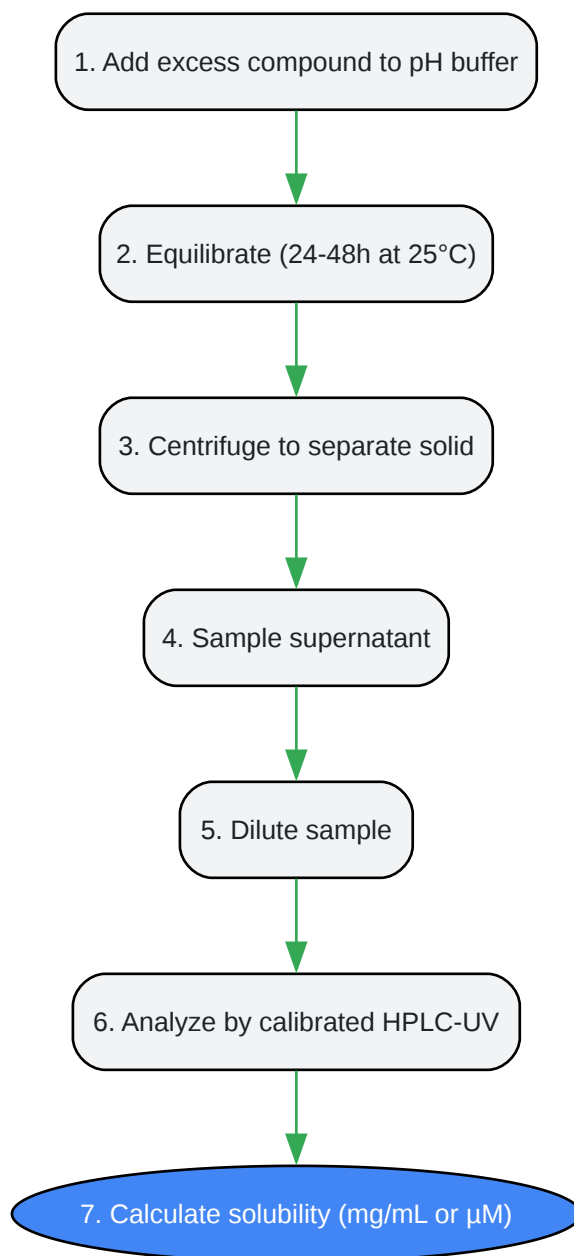 1. Add excess compound to pH buffer
2. Equilibrate (24-48h at 25°C)
3. Centrifuge to separate solid
4. Sample supernatant
5. Dilute sample
6. Analyze by calibrated HPLC-UV
7. Calculate solubility (mg/mL or µM)